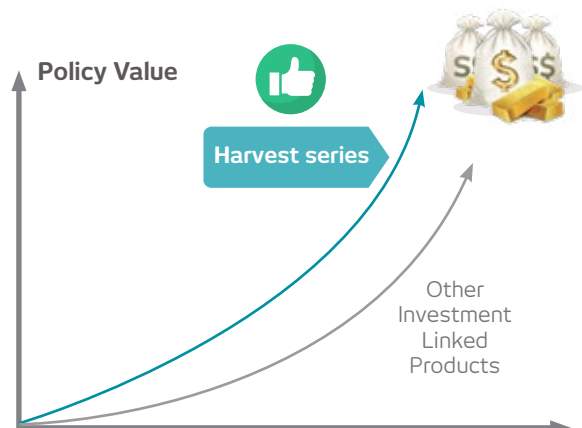 Policy Value
Harvest series
S$ $ S$
Other
Investment
Linked
Products